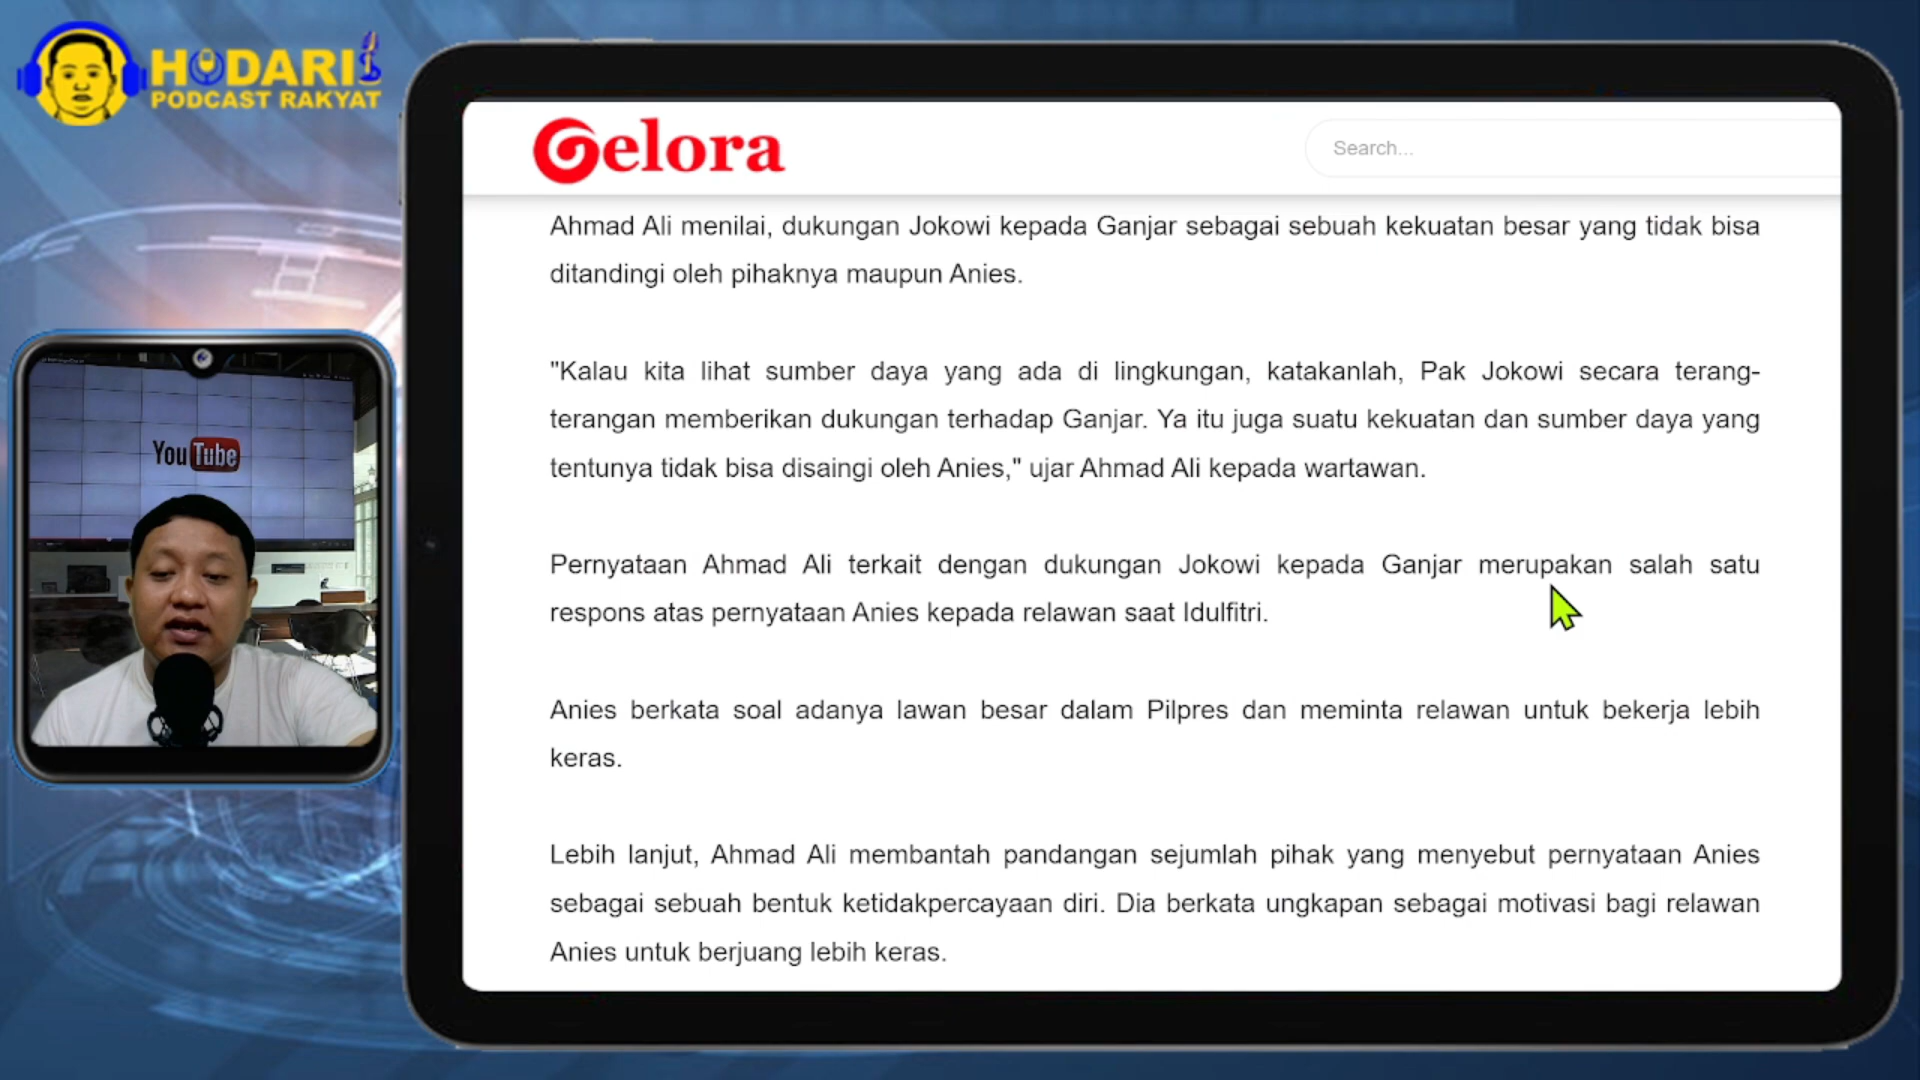 HODARI
PODCAST RAKYAT
YouTube
Gelora
Search...
Ahmad Ali menilai, dukungan Jokowi kepada Ganjar sebagai sebuah kekuatan besar yang tidak bisa
ditandingi oleh pihaknya maupun Anies.
"Kalau kita lihat sumber daya yang ada di lingkungan, katakanlah, Pak Jokowi secara terang-
terangan memberikan dukungan terhadap Ganjar. Ya itu juga suatu kekuatan dan sumber daya yang
tentunya tidak bisa disaingi oleh Anies," ujar Ahmad Ali kepada wartawan.
Pernyataan Ahmad Ali terkait dengan dukungan Jokowi kepada Ganjar merupakan salah satu
respons atas pernyataan Anies kepada relawan saat Idulfitri.
Anies berkata soal adanya lawan besar dalam Pilpres dan meminta relawan untuk bekerja lebih
keras.
Lebih lanjut, Ahmad Ali membantah pandangan sejumlah pihak yang menyebut pernyataan Anies
sebagai sebuah bentuk ketidakpercayaan diri. Dia berkata ungkapan sebagai motivasi bagi relawan
Anies untuk berjuang lebih keras.